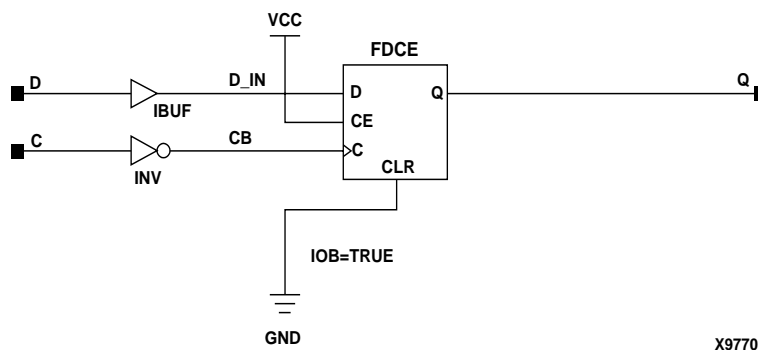 VCC
FDCE
D
D_IN
Q
IBUF
D
Q
CE
C
CB
C
INV
CLR
IOB=TRUE
GND
X9770